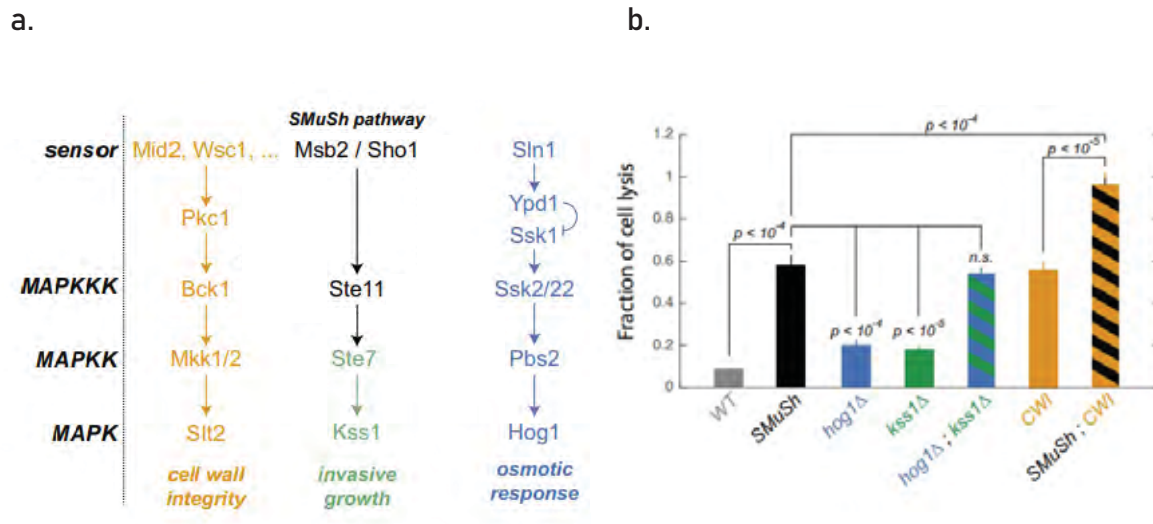 a.
b.
SMuSh pathway
sensor
Mid2, Wsc1, ...
Msb2 / Sho1
Sln1
Pkc1
Ypd1
Ssk1
MAPKKK
Bck1
Ste11
Ssk2/22
MAPKK
Mkk1/2
Ste7
Pbs2
MAPK
Slt2
Kss1
Hog1
cell wall
integrity
invasive
growth
osmotic
response
Fraction of cell lysis
1.2
1
0.8
0.6
0.4
0.2
0
p < 10⁻⁴
p < 10⁻⁵
p < 10⁻⁴
n.s.
p < 10⁻⁴
p < 10⁻⁵
WT
SMuSh
hog1Δ
kss1Δ
hog1Δ ; kss1Δ
CWI
SMuSh ; CWI